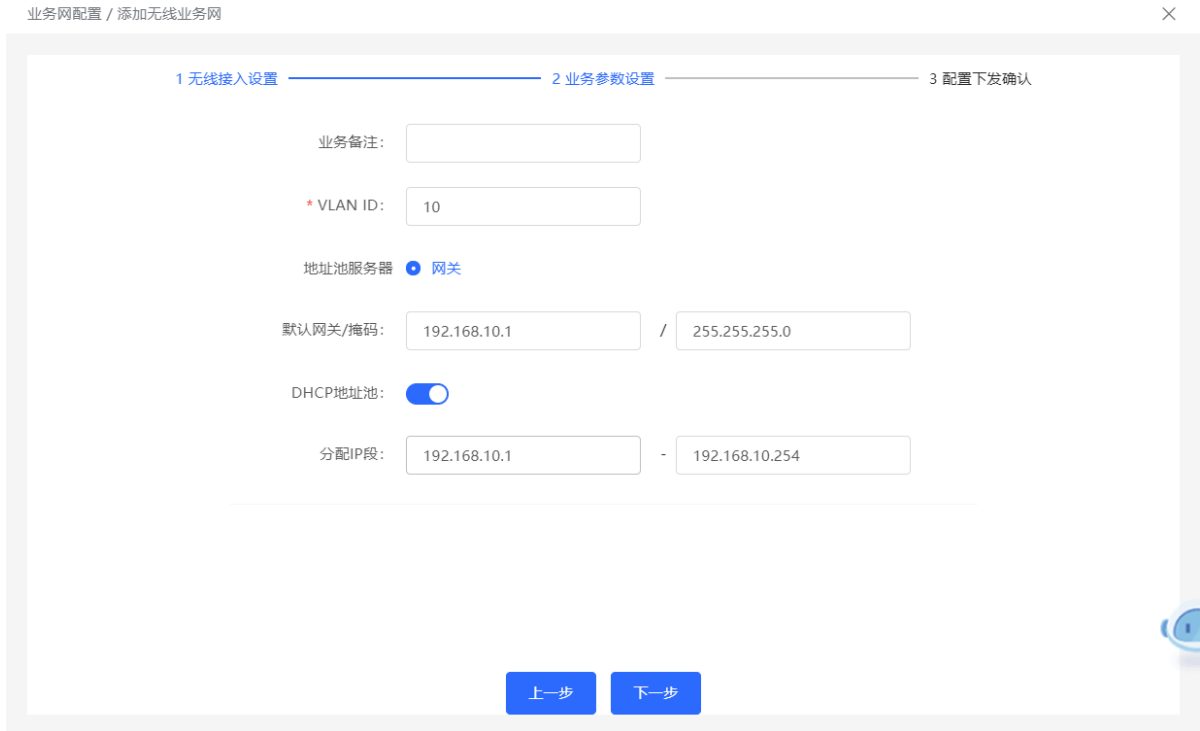 业务网配置 / 添加无线业务网
1 无线接入设置 2 业务参数设置 3 配置下发确认
业务备注：
* VLAN ID： 10
地址池服务器 网关
默认网关/掩码： 192.168.10.1 / 255.255.255.0
DHCP地址池：
分配IP段： 192.168.10.1 - 192.168.10.254
上一步 下一步